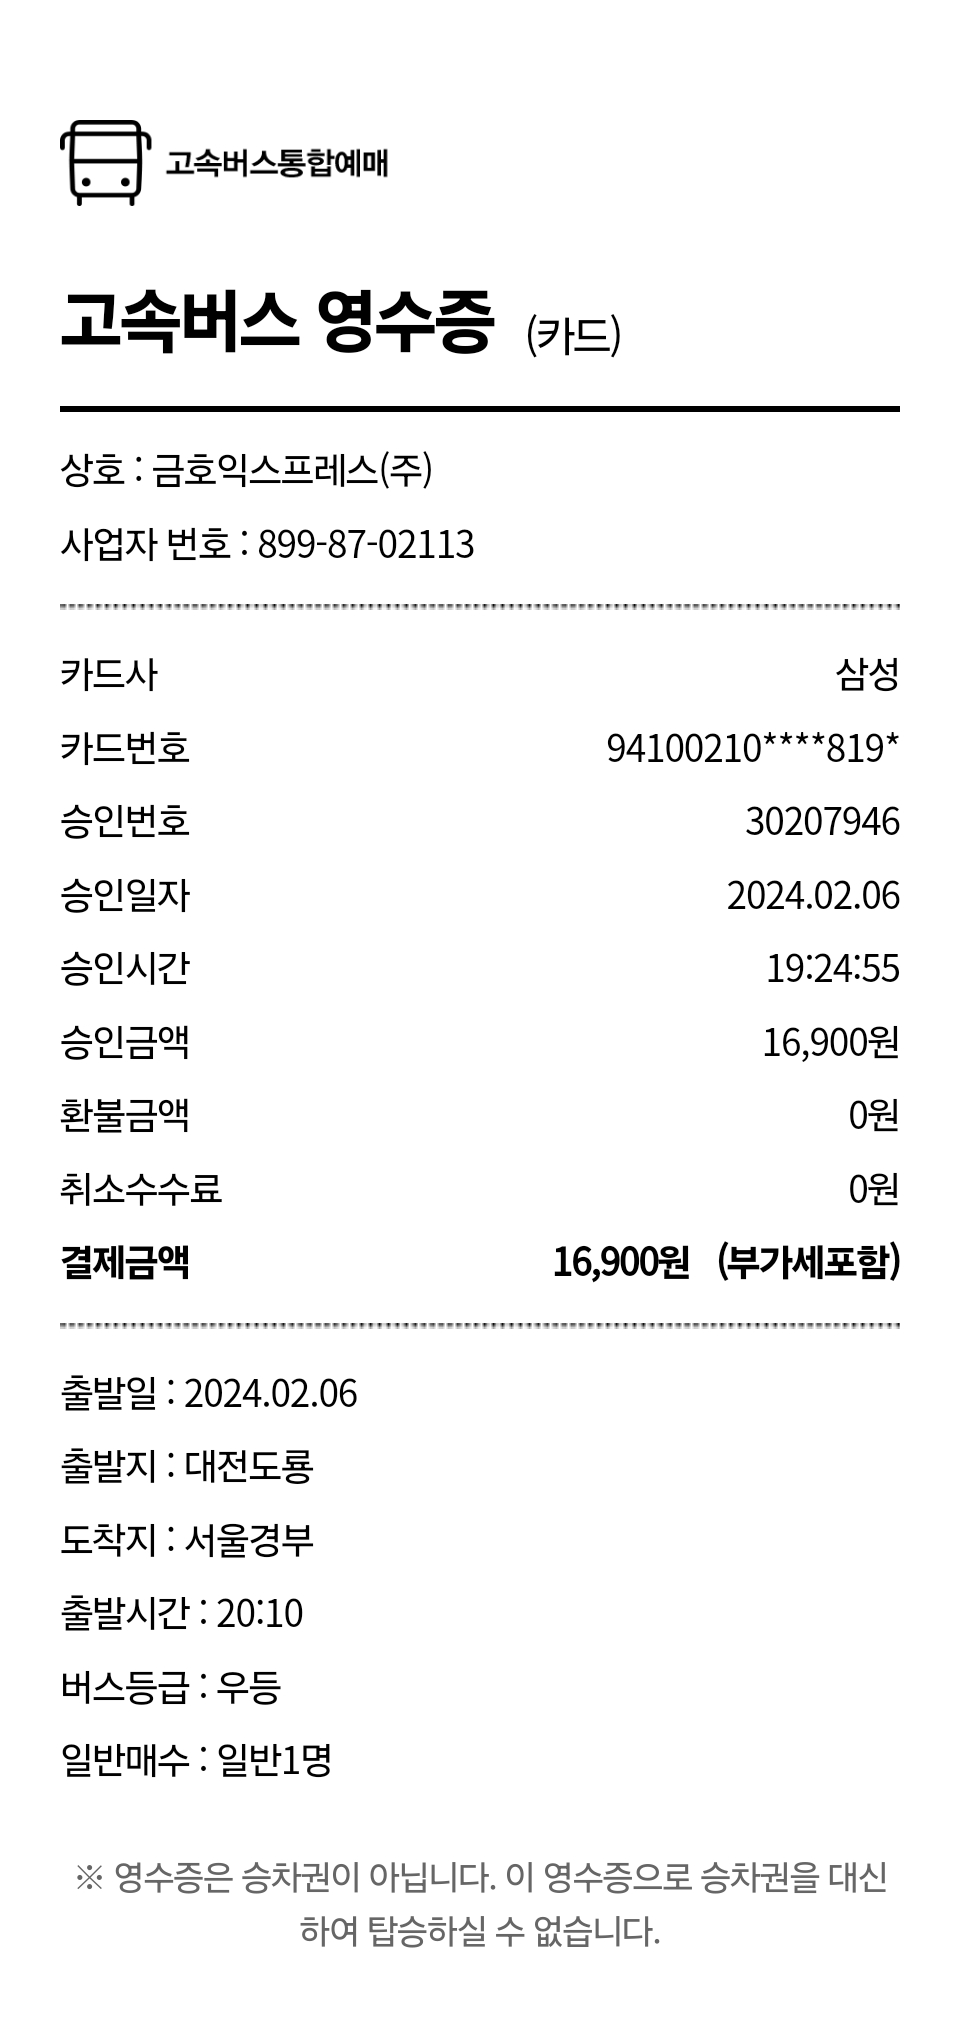 고속버스통합예매
고속버스 영수증 (카드)
상호 : 금호익스프레스(주)
사업자 번호 : 899-87-02113
카드사 삼성
카드번호 94100210****819*
승인번호 30207946
승인일자 2024.02.06
승인시간 19:24:55
승인금액 16,900원
환불금액 0원
취소수수료 0원
결제금액 16,900원 (부가세포함)
출발일 : 2024.02.06
출발지 : 대전도룡
도착지 : 서울경부
출발시간 : 20:10
버스등급 : 우등
일반매수 : 일반1명
※ 영수증은 승차권이 아닙니다. 이 영수증으로 승차권을 대신
하여 탑승하실 수 없습니다.